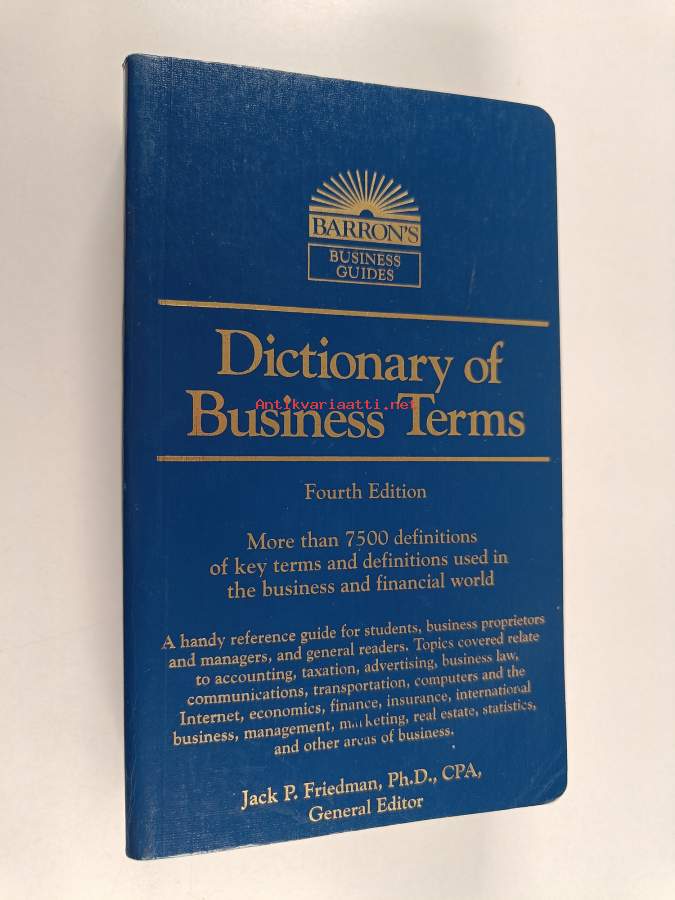 BARRON'S
BUSINESS
GUIDES
Dictionary of
Antikvariaatti.net
Business Terms
Fourth Edition
More than 7500 definitions
of key terms and definitions used in
the business and financial world
A handy reference guide for students, business proprietors
and managers, and general readers. Topics covered relate
to accounting, taxation, advertising, business law,
communications, transportation, computers and the
Internet, economics, finance, insurance, international
business, management, marketing, real estate, statistics,
and other areas of business.
Jack P. Friedman, Ph.D., CPA,
General Editor